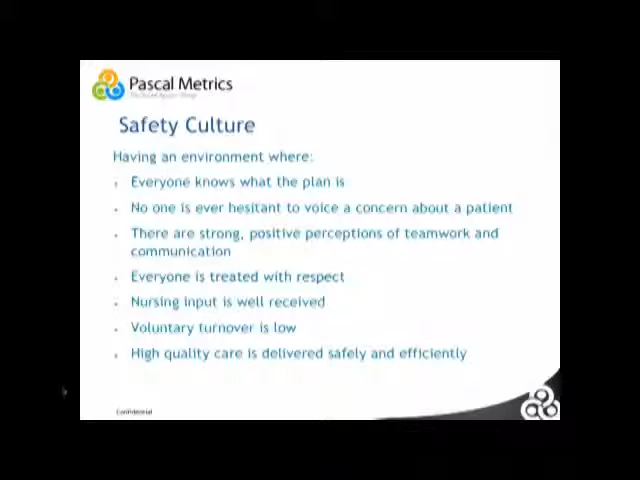 Pascal Metrics
Safety Culture
Having an environment where:
Everyone knows what the plan is
No one is ever hesitant to voice a concern about a patient
There are strong, positive perceptions of teamwork and
communication
Everyone is treated with respect
Nursing input is well received
Voluntary turnover is low
High quality care is delivered safely and efficiently
Confidential